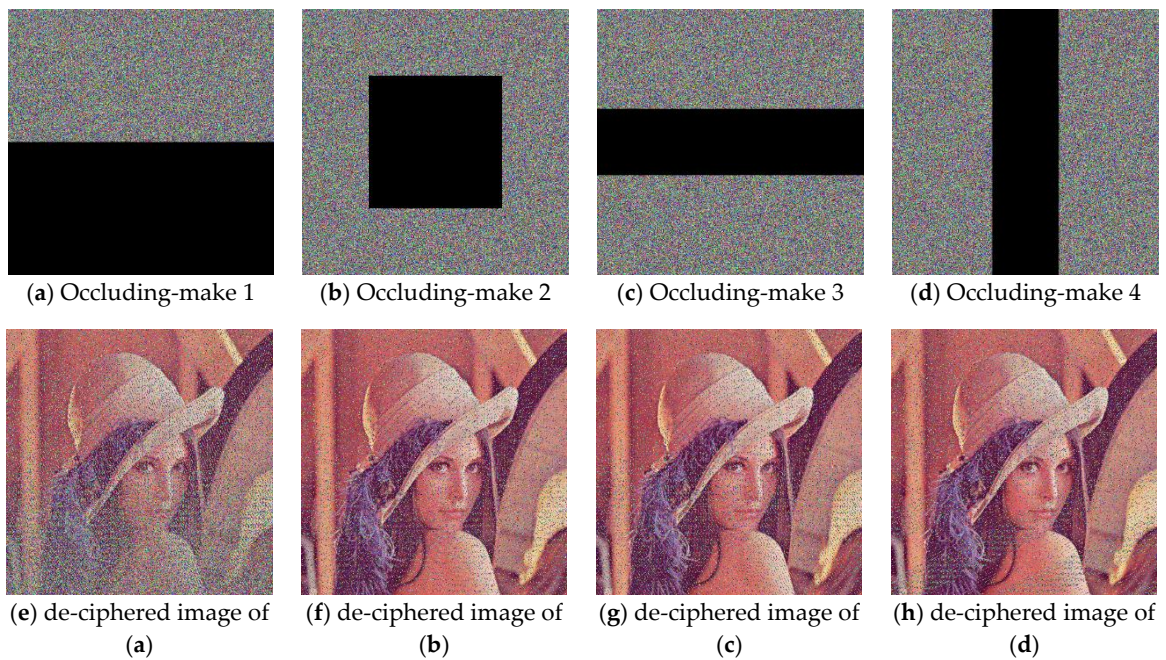 (a) Occluding-make 1
(b) Occluding-make 2
(c) Occluding-make 3
(d) Occluding-make 4
(e) de-ciphered image of
(a)
(f) de-ciphered image of
(b)
(g) de-ciphered image of
(c)
(h) de-ciphered image of
(d)